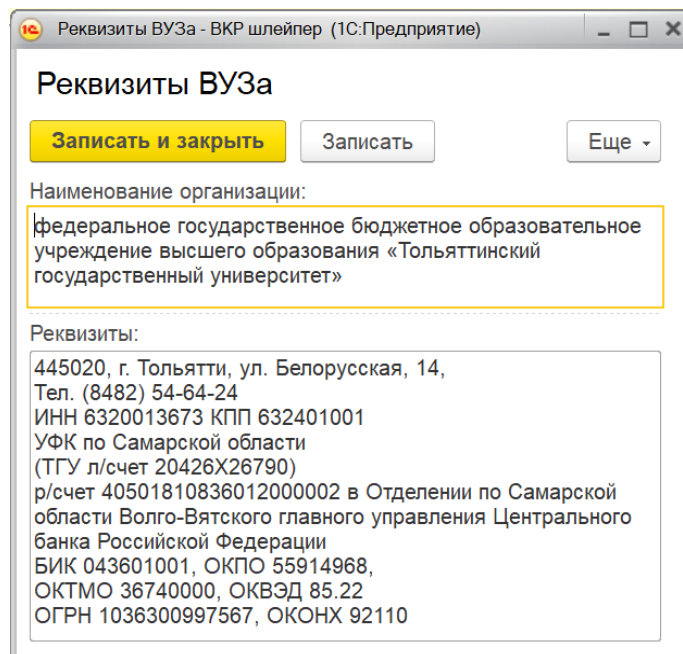 1С Реквизиты ВУЗа - ВКР шлейпер (1С:Предприятие)
Реквизиты ВУЗа
Записать и закрыть Записать Еще
Наименование организации:
федеральное государственное бюджетное образовательное
учреждение высшего образования «Тольяттинский
государственный университет»
Реквизиты:
445020, г. Тольятти, ул. Белорусская, 14,
Тел. (8482) 54-64-24
ИНН 6320013673 КПП 632401001
УФК по Самарской области
(ТГУ л/счет 20426Х26790)
р/счет 40501810836012000002 в Отделении по Самарской
области Волго-Вятского главного управления Центрального
банка Российской Федерации
БИК 043601001, ОКПО 55914968,
ОКТМО 36740000, ОКВЭД 85.22
ОГРН 1036300997567, ОКОНХ 92110